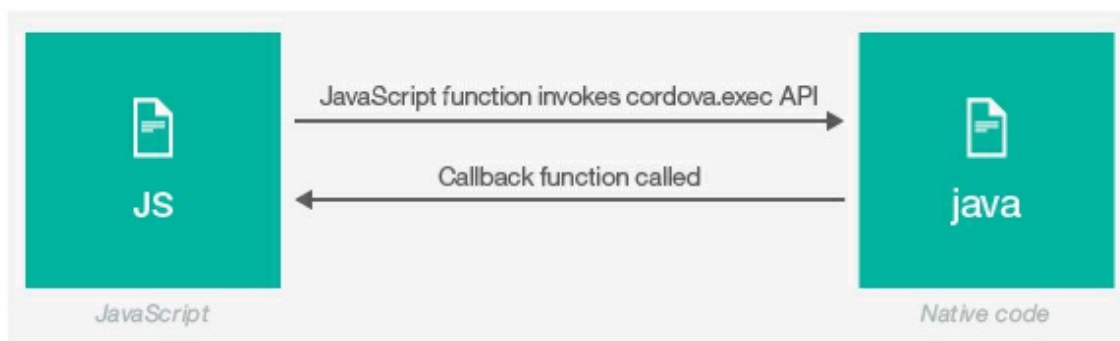 JavaScript function invokes cordova.exec API
Callback function called
JS
java
JavaScript
Native code